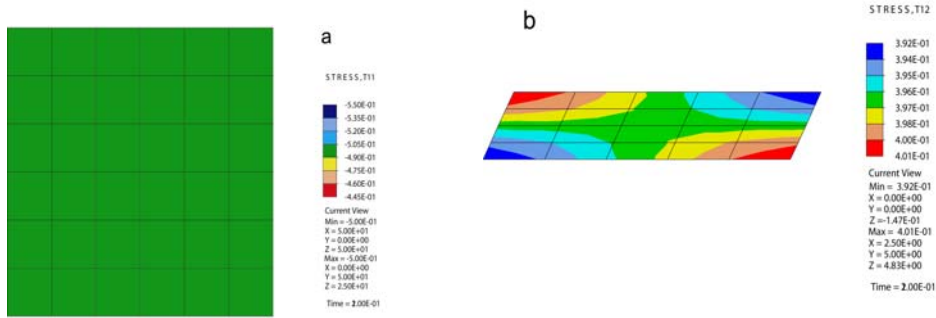 a
STRESS,T11
-5.50E-01
-5.35E-01
-5.20E-01
-5.05E-01
-4.90E-01
-4.75E-01
-4.60E-01
-4.45E-01
Current View
Min = -5.00E-01
X = 5.00E+01
Y = 0.00E+00
Z = 5.00E+01
Max = -5.00E-01
X = 0.00E+00
Y = 5.00E+01
Z = 2.50E+01
Time = 2.00E-01
b
STRESS,T12
3.92E-01
3.94E-01
3.95E-01
3.96E-01
3.97E-01
3.98E-01
4.00E-01
4.01E-01
Current View
Min = 3.92E-01
X = 0.00E+00
Y = 0.00E+00
Z =-1.47E-01
Max = 4.01E-01
X = 2.50E+00
Y = 5.00E+00
Z = 4.83E+00
Time = 2.00E-01